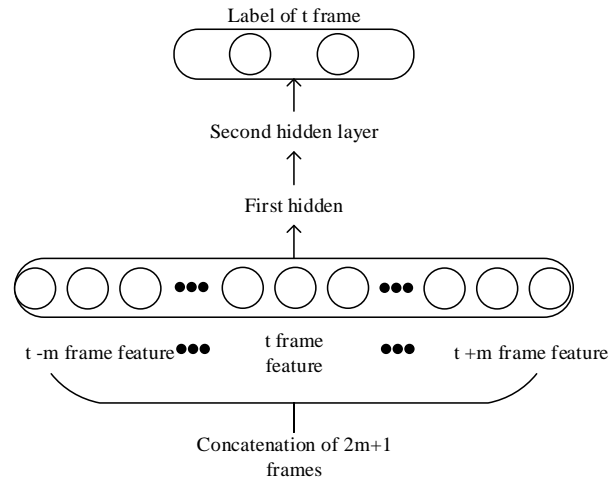 Label of t frame
Second hidden layer
First hidden
t -m frame feature
t frame
feature
t +m frame feature
Concatenation of 2m+1
frames